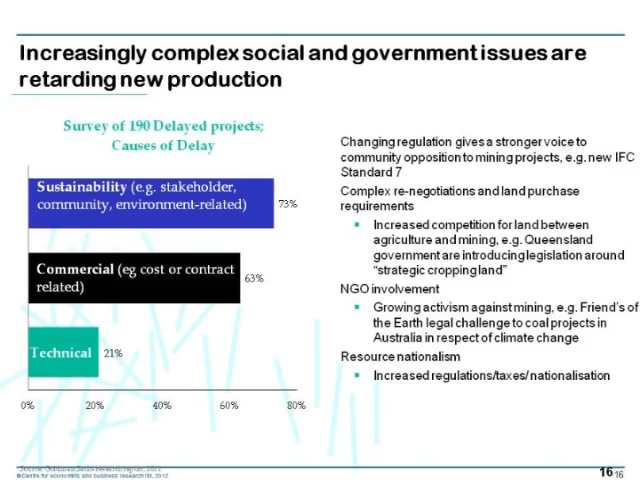 Increasingly complex social and government issues are
retarding new production
Survey of 190 Delayed projects;
Causes of Delay
Sustainability (e.g. stakeholder,
community, environment-related)
73%
Commercial (eg cost or contract
related)
63%
Technical
21%
0%
20%
40%
60%
80%
Changing regulation gives a stronger voice to
community opposition to mining projects, e.g. new IFC
Standard 7
Complex re-negotiations and land purchase
requirements
Increased competition for land between
agriculture and mining, e.g. Queensland
government are introducing legislation around
“strategic cropping land”
NGO involvement
Growing activism against mining, e.g. Friend’s of
the Earth legal challenge to coal projects in
Australia in respect of climate change
Resource nationalism
Increased regulations/taxes/nationalisation
Source: 2012
© Centre for economics and business research ltd, 2012
16
16